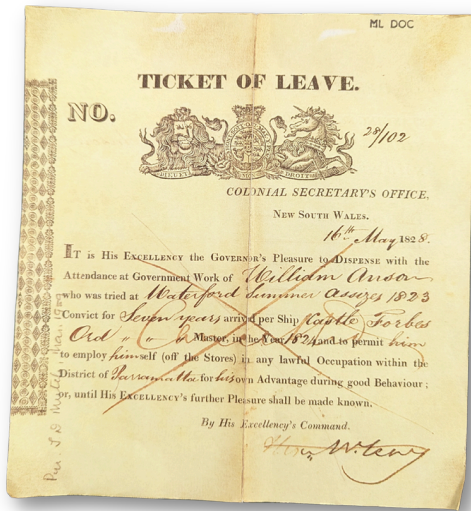 ML DOC
TICKET OF LEAVE.
NO.
28/102
DIEU ET
DROIT
COLONIAL SECRETARY'S OFFICE,
NEW SOUTH WALES.
16th May 1828.
IT is His EXCELLENCY the GOVERNOR'S Pleasure to DISPENSE with the
Attendance at Government Work of William Anson
who was tried at Waterford Summer Assizes 1823
Convict for Seven years arrived per Ship Castle Forbes
Ord " " Master, in the Year 1824 and to permit him
to employ himself (off the Stores) in any lawful Occupation within the
District of Parramatta for his own Advantage during good Behaviour;
or, until His EXCELLENCY'S further Pleasure shall be made known.
By His Excellency's Command.